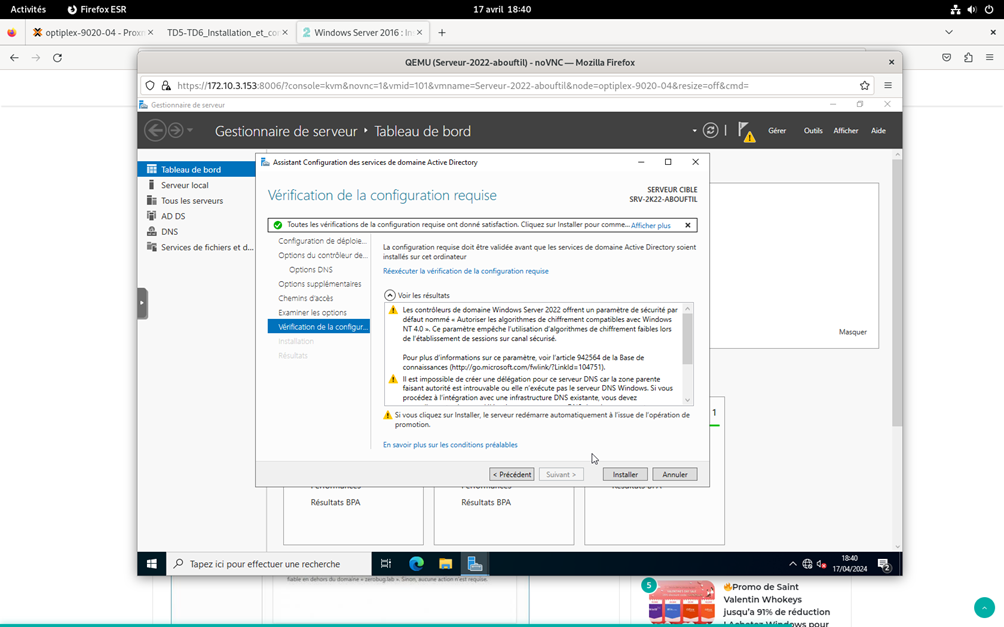 Activités
Firefox ESR
17 avril 18:40
optiplex-9020-04 - Prox
TD5-TD6_Installation_et_co
Windows Server 2016 : In
QEMU (Serveur-2022-abouftil) - noVNC — Mozilla Firefox
https://172.10.3.153:8006/?console=kvm&novnc=1&vmid=101&vmname=Serveur-2022-abouftil&node=optiplex-9020-04&resize=off&cmd=
Gestionnaire de serveur
Gestionnaire de serveur ‣ Tableau de bord
Gérer
Outils
Afficher
Aide
Tableau de bord
Serveur local
Tous les serveurs
AD DS
DNS
Services de fichiers et d...
Assistant Configuration des services de domaine Active Directory
Vérification de la configuration requise
SERVEUR CIBLE
SRV-2K22-ABOUFTIL
Toutes les vérifications de la configuration requise ont donné satisfaction. Cliquez sur Installer pour comme...
Afficher plus
Configuration de déploie...
Options du contrôleur de...
Options DNS
Options supplémentaires
Chemins d'accès
Examiner les options
Vérification de la configur...
Installation
Résultats
La configuration requise doit être validée avant que les services de domaine Active Directory soient
installés sur cet ordinateur
Réexécuter la vérification de la configuration requise
Voir les résultats
Les contrôleurs de domaine Windows Server 2022 offrent un paramètre de sécurité par
défaut nommé « Autoriser les algorithmes de chiffrement compatibles avec Windows
NT 4.0 ». Ce paramètre empêche l'utilisation d'algorithmes de chiffrement faibles lors
de l'établissement de sessions sur canal sécurisé.
Pour plus d'informations sur ce paramètre, voir l'article 942564 de la Base de
connaissances (http://go.microsoft.com/fwlink/?LinkId=104751).
Il est impossible de créer une délégation pour ce serveur DNS car la zone parente
faisant autorité est introuvable ou elle n'exécute pas le serveur DNS Windows. Si vous
procédez à l'intégration avec une infrastructure DNS existante, vous devez
Si vous cliquez sur Installer, le serveur redémarre automatiquement à l'issue de l'opération de
promotion.
En savoir plus sur les conditions préalables
< Précédent
Suivant >
Installer
Annuler
Masquer
1
Résultats BPA
Résultats BPA
Tapez ici pour effectuer une recherche
18:40
17/04/2024
2
fiable en dehors du domaine « zerobug.lab ». Sinon, aucune action n'est requise.
5
Promo de Saint
Valentin Whokeys
jusqu'a 91% de réduction
! Achetez Windows pour